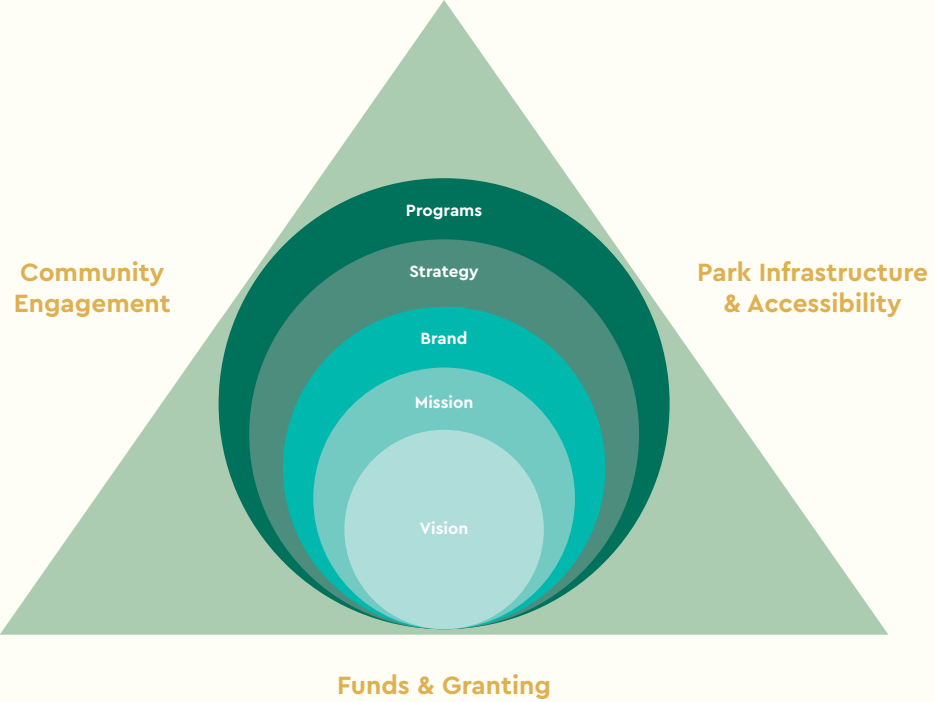 Programs
Strategy
Community
Engagement
Park Infrastructure
& Accessibility
Brand
Mission
Vision
Funds & Granting